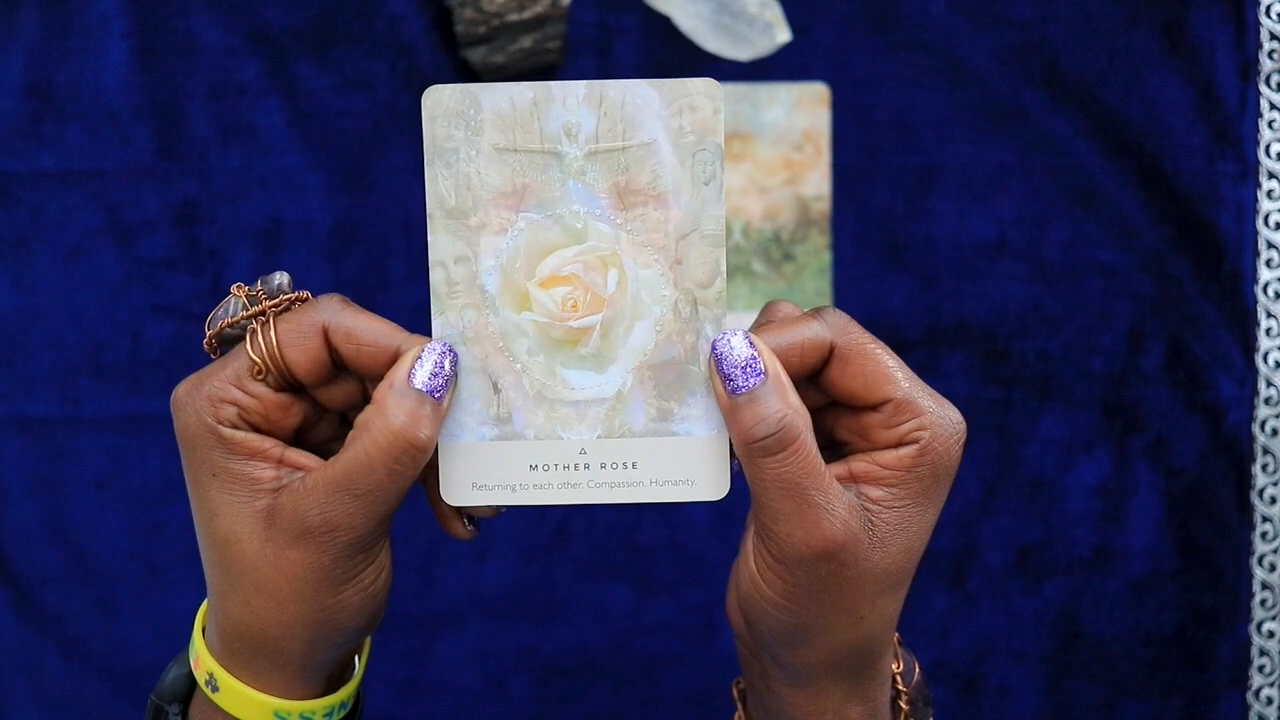 MOTHER ROSE
Returning to each other. Compassion. Humanity.